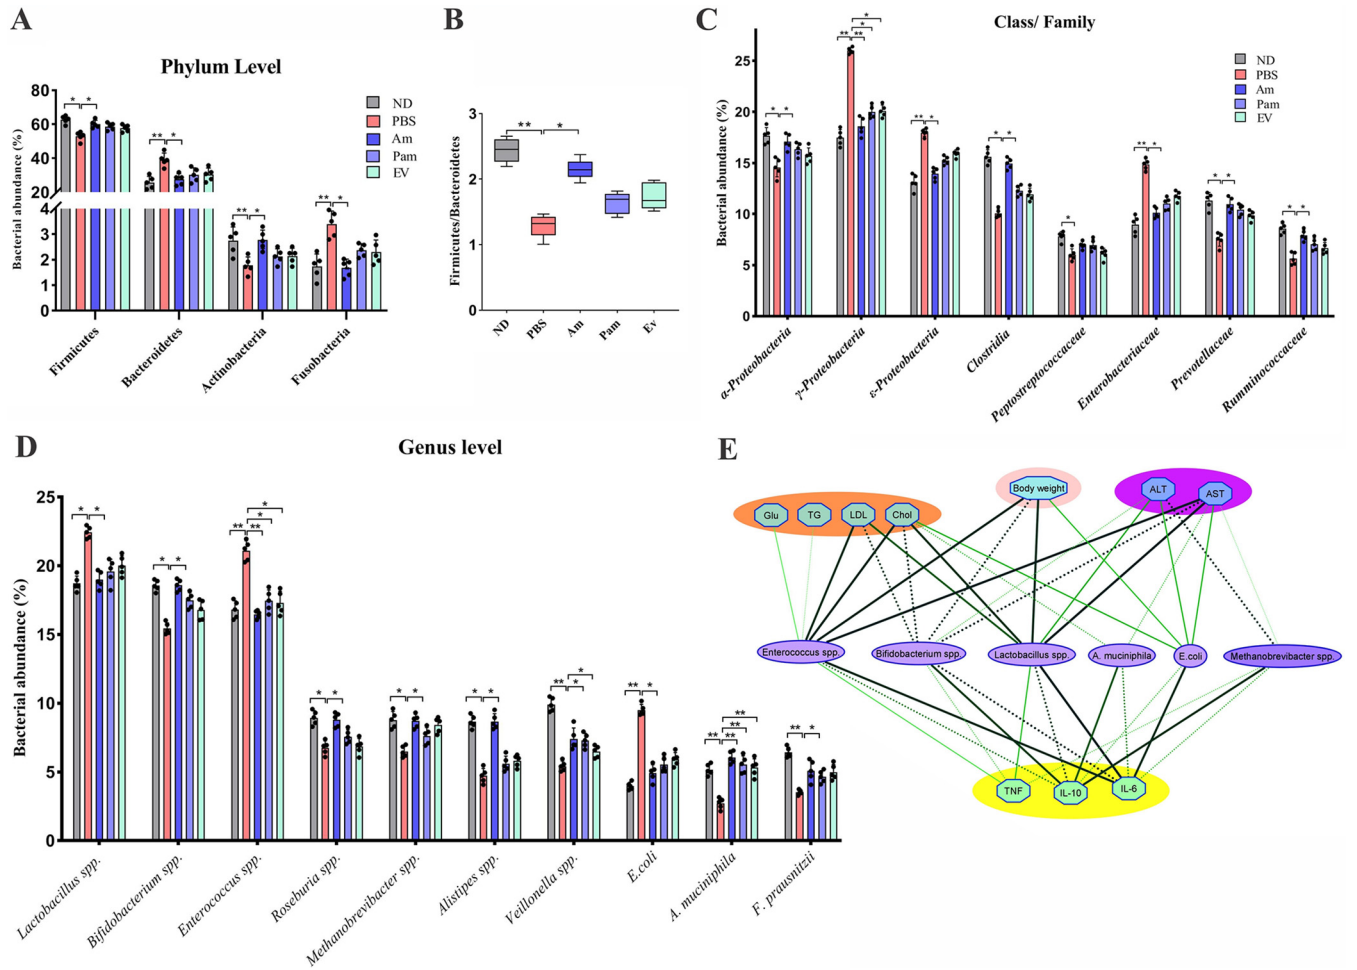 A
Phylum Level
Bacterial abundance (%)
80
60
40
20
4
3
2
1
0
* *
** *
** *
** *
ND
PBS
Am
Pam
EV
Firmicutes
Bacteroidetes
Actinobacteria
Fusobacteria
B
Firmicutes/Bacteroidetes
3
2
1
0
** *
ND
PBS
Am
Pam
Ev
C
Class/ Family
Bacterial abundance (%)
25
20
15
10
5
0
* *
** **
*
*
** *
* *
*
** *
* *
* *
ND
PBS
Am
Pam
EV
α-Proteobacteria
γ-Proteobacteria
ε-Proteobacteria
Clostridia
Peptostreptococcaceae
Enterobacteriaceae
Prevotellaceae
Rumminococcaceae
D
Genus level
Bacterial abundance (%)
25
20
15
10
5
0
* *
* *
** **
*
*
* *
* *
* *
** *
*
** *
** **
**
**
** *
Lactobacillus spp.
Bifidobacterium spp.
Enterococcus spp.
Roseburia spp.
Methanobrevibacter spp.
Alistipes spp.
Veillonella spp.
E.coli
A. muciniphila
F. prausnitzii
E
Glu
TG
LDL
Chol
Body weight
ALT
AST
Enterococcus spp.
Bifidobacterium spp.
Lactobacillus spp.
A. muciniphila
E.coli
Methanobrevibacter spp.
TNF
IL-10
IL-6